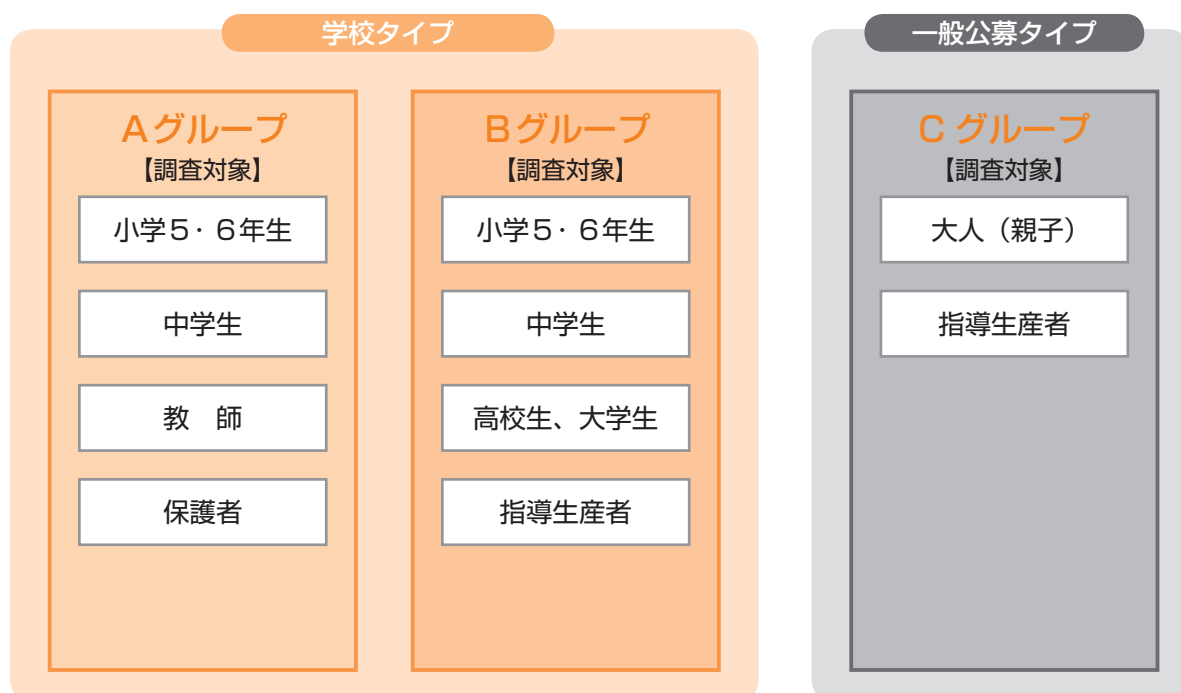 学校タイプ
Aグループ
【調査対象】
小学5・6年生
中学生
教　師
保護者
Bグループ
【調査対象】
小学5・6年生
中学生
高校生、大学生
指導生産者
一般公募タイプ
C グループ
【調査対象】
大人（親子）
指導生産者